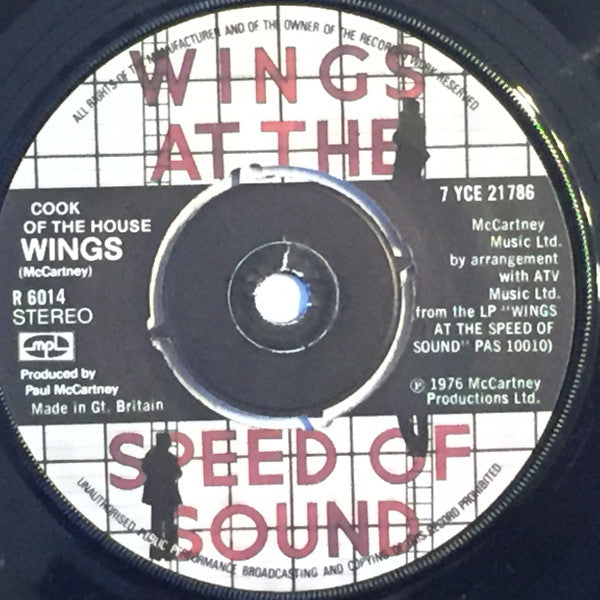 ALL RIGHTS OF THE MANUFACTURER AND OF THE OWNER OF THE RECORDED WORK RESERVED
WINGS
AT THE
COOK
OF THE HOUSE
WINGS
(McCartney)
R 6014
STEREO
mpl
Produced by
Paul McCartney
Made in Gt. Britain
7 YCE 21786
McCartney
Music Ltd.
by arrangement
with ATV
Music Ltd.
from the LP "WINGS
AT THE SPEED OF
SOUND" PAS 10010)
℗ 1976 McCartney
Productions Ltd.
SPEED OF
SOUND
UNAUTHORISED PUBLIC PERFORMANCE BROADCASTING AND COPYING OF THIS RECORD PROHIBITED